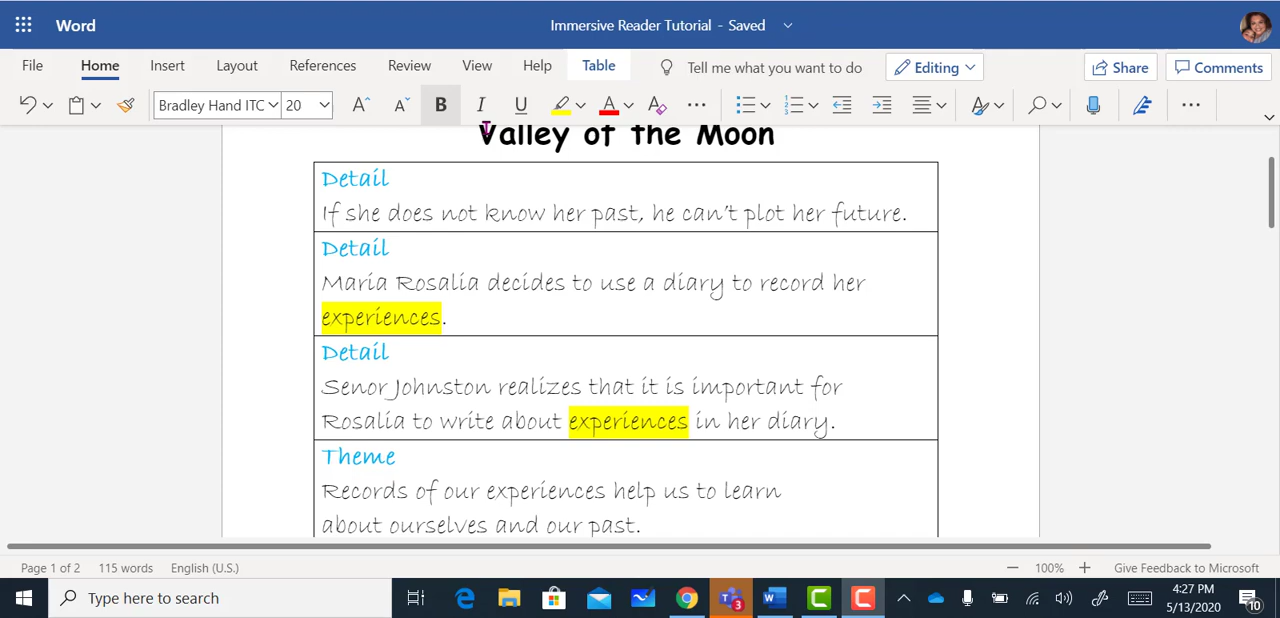 Word
Immersive Reader Tutorial - Saved
File Home Insert Layout References Review View Help Table Tell me what you want to do Editing Share Comments
Bradley Hand ITC 20 A A B I U A A
Valley of the Moon
Detail
If she does not know her past, he can't plot her future.
Detail
Maria Rosalia decides to use a diary to record her
experiences.
Detail
Senor Johnston realizes that it is important for
Rosalia to write about experiences in her diary.
Theme
Records of our experiences help us to learn
about ourselves and our past.
Page 1 of 2 115 words English (U.S.) 100% Give Feedback to Microsoft
Type here to search 3 4:27 PM
5/13/2020 10